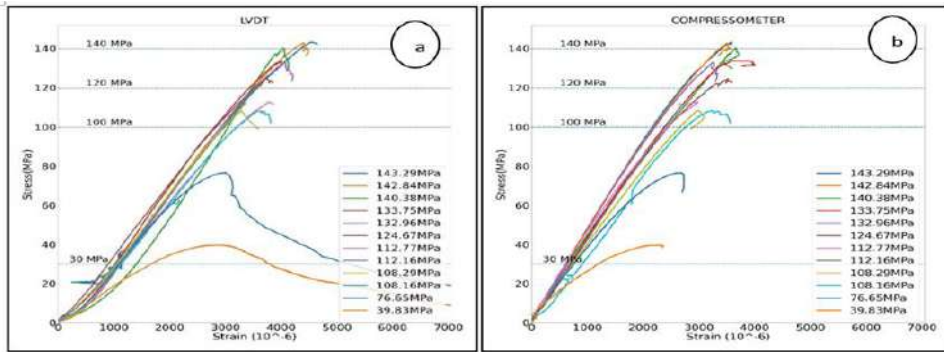 LVDT
a
140 MPa
120 MPa
100 MPa
30 MPa
Stress(MPa)
140
120
100
80
60
40
20
0
143.29MPa
142.84MPa
140.38MPa
133.75MPa
132.96MPa
124.67MPa
112.77MPa
112.16MPa
108.29MPa
108.16MPa
76.65MPa
39.83MPa
0 1000 2000 3000 4000 5000 6000 7000
Strain (10^-6)
COMPRESSOMETER
b
140 MPa
120 MPa
100 MPa
30 MPa
Stress(MPa)
140
120
100
80
60
40
20
0
143.29MPa
142.84MPa
140.38MPa
133.75MPa
132.96MPa
124.67MPa
112.77MPa
112.16MPa
108.29MPa
108.16MPa
76.65MPa
39.83MPa
0 1000 2000 3000 4000 5000 6000 7000
Strain (10^-6)